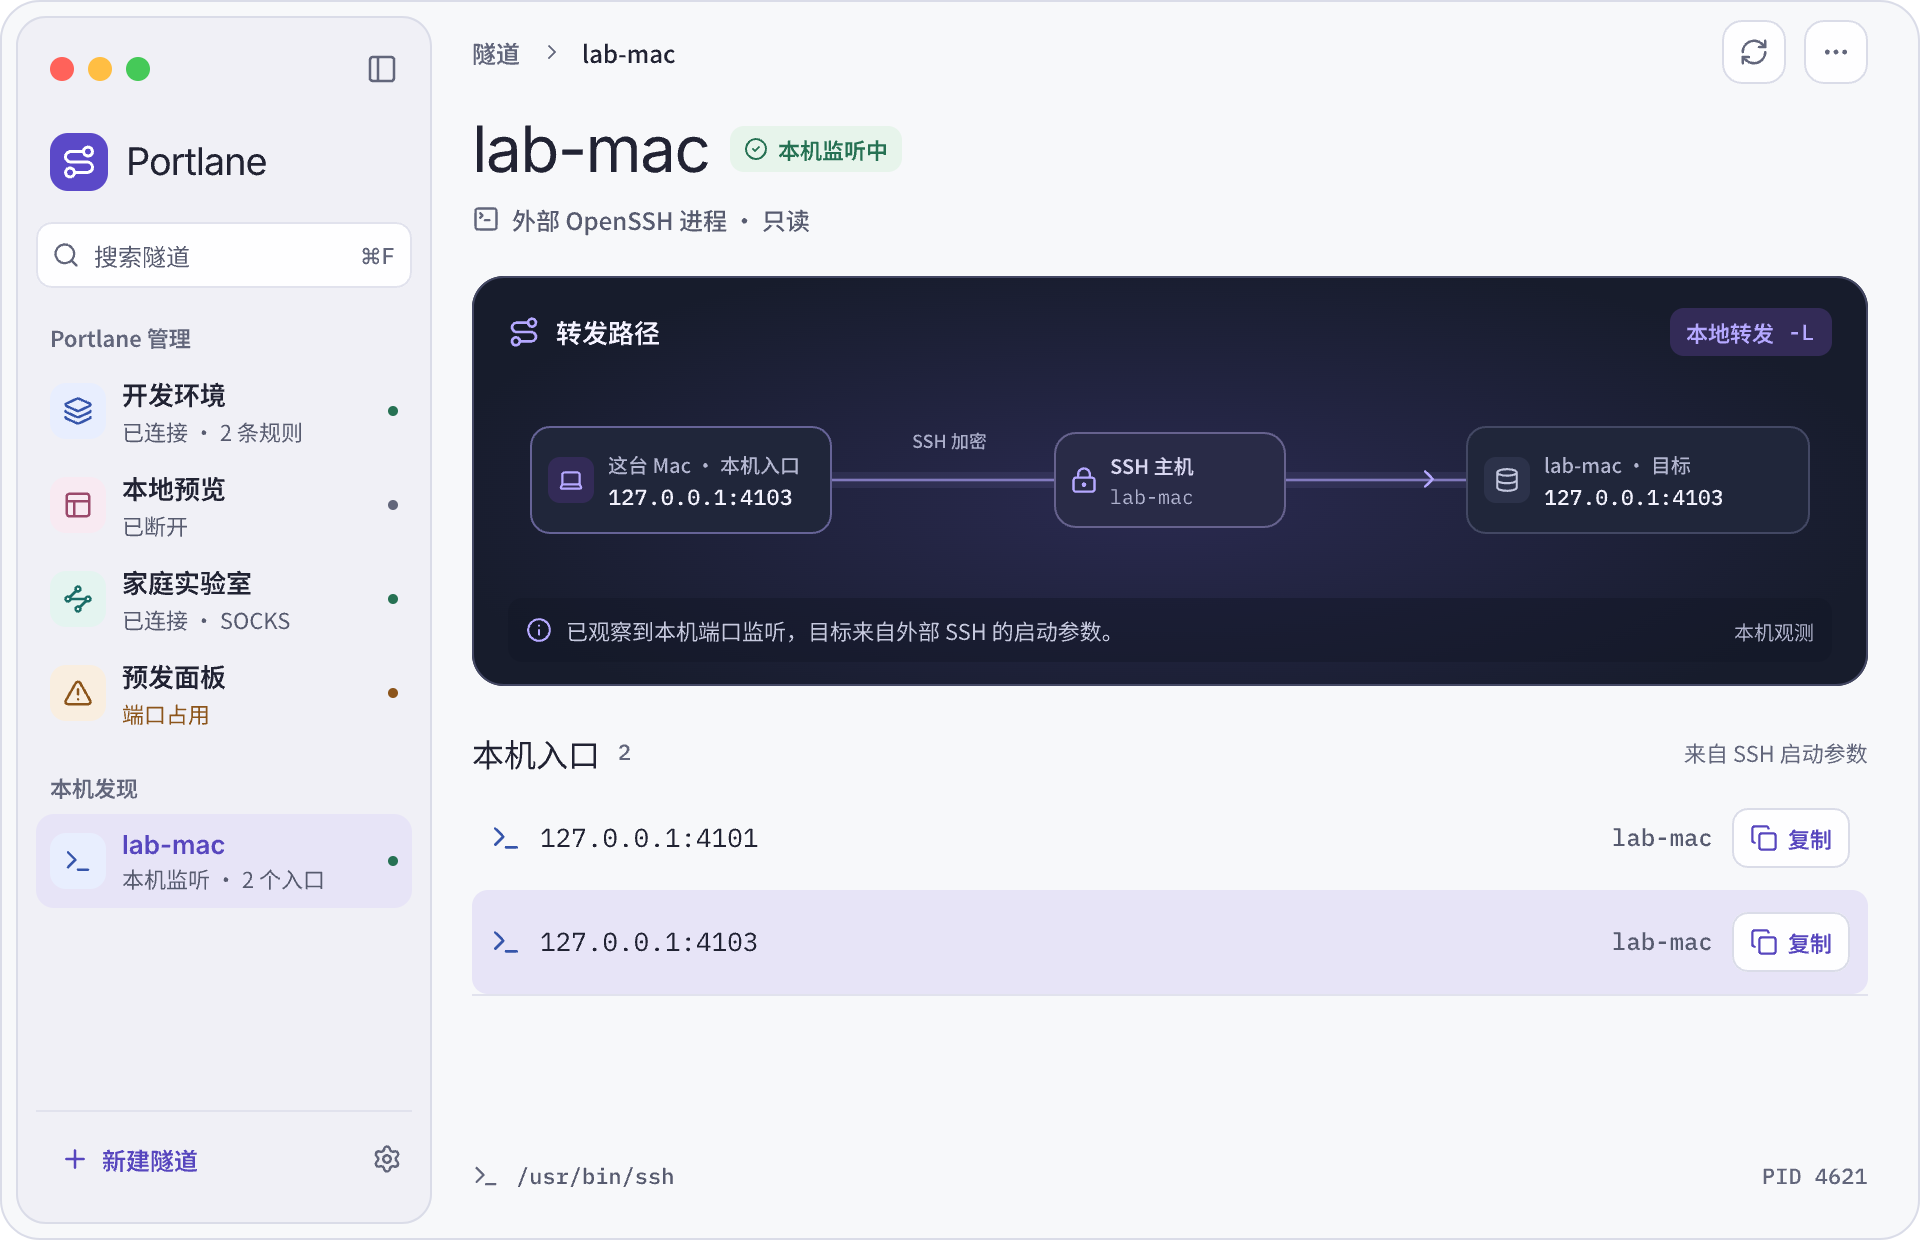 Portlane
搜索隧道 ⌘F
Portlane 管理
开发环境
已连接 · 2 条规则
本地预览
已断开
家庭实验室
已连接 · SOCKS
预发面板
端口占用
本机发现
lab-mac
本机监听 · 2 个入口
新建隧道
隧道 > lab-mac
lab-mac 本机监听中
外部 OpenSSH 进程 · 只读
转发路径 本地转发 -L
这台 Mac · 本机入口
127.0.0.1:4103
SSH 加密
SSH 主机
lab-mac
lab-mac · 目标
127.0.0.1:4103
已观察到本机端口监听，目标来自外部 SSH 的启动参数。 本机观测
本机入口 2 来自 SSH 启动参数
127.0.0.1:4101 lab-mac 复制
127.0.0.1:4103 lab-mac 复制
/usr/bin/ssh PID 4621